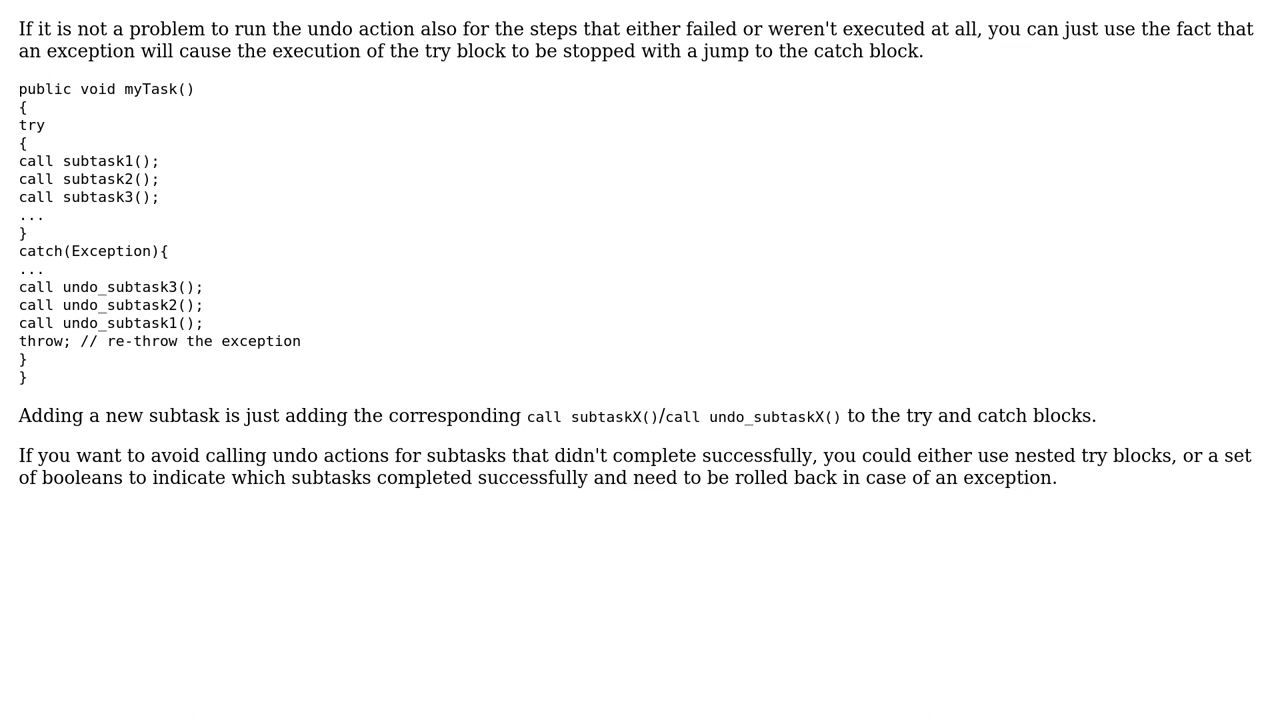 If it is not a problem to run the undo action also for the steps that either failed or weren't executed at all, you can just use the fact that
an exception will cause the execution of the try block to be stopped with a jump to the catch block.
public void myTask()
{
try
{
call subtask1();
call subtask2();
call subtask3();
...
}
catch(Exception){
...
call undo_subtask3();
call undo_subtask2();
call undo_subtask1();
throw; // re-throw the exception
}
}
Adding a new subtask is just adding the corresponding call subtaskX()/call undo_subtaskX() to the try and catch blocks.
If you want to avoid calling undo actions for subtasks that didn't complete successfully, you could either use nested try blocks, or a set
of booleans to indicate which subtasks completed successfully and need to be rolled back in case of an exception.